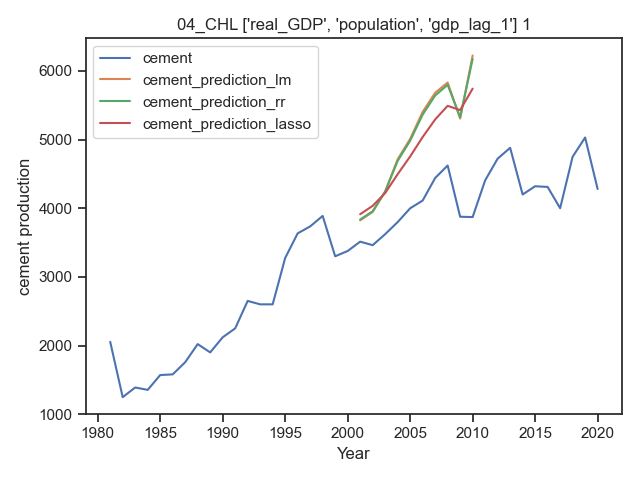 04_CHL ['real_GDP', 'population', 'gdp_lag_1'] 1
cement
cement_prediction_lm
cement_prediction_rr
cement_prediction_lasso
6000
5000
4000
3000
2000
1000
cement production
1980 1985 1990 1995 2000 2005 2010 2015 2020
Year